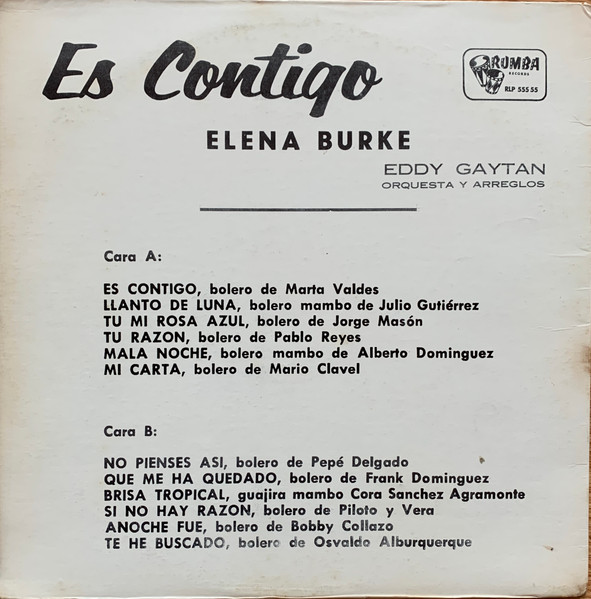 Es Contigo
RUMBA
RECORDS
RLP 555 55
ELENA BURKE
EDDY GAYTAN
ORQUESTA Y ARREGLOS
Cara A:
ES CONTIGO, bolero de Marta Valdes
LLANTO DE LUNA, bolero mambo de Julio Gutiérrez
TU MI ROSA AZUL, bolero de Jorge Masón
TU RAZON, bolero de Pablo Reyes
MALA NOCHE, bolero mambo de Alberto Dominguez
MI CARTA, bolero de Mario Clavel
Cara B:
NO PIENSES ASI, bolero de Pepé Delgado
QUE ME HA QUEDADO, bolero de Frank Dominguez
BRISA TROPICAL, guajira mambo Cora Sanchez Agramonte
SI NO HAY RAZON, bolero de Piloto y Vera
ANOCHE FUE, bolero de Bobby Collazo
TE HE BUSCADO, bolero de Osvaldo Alburquerque